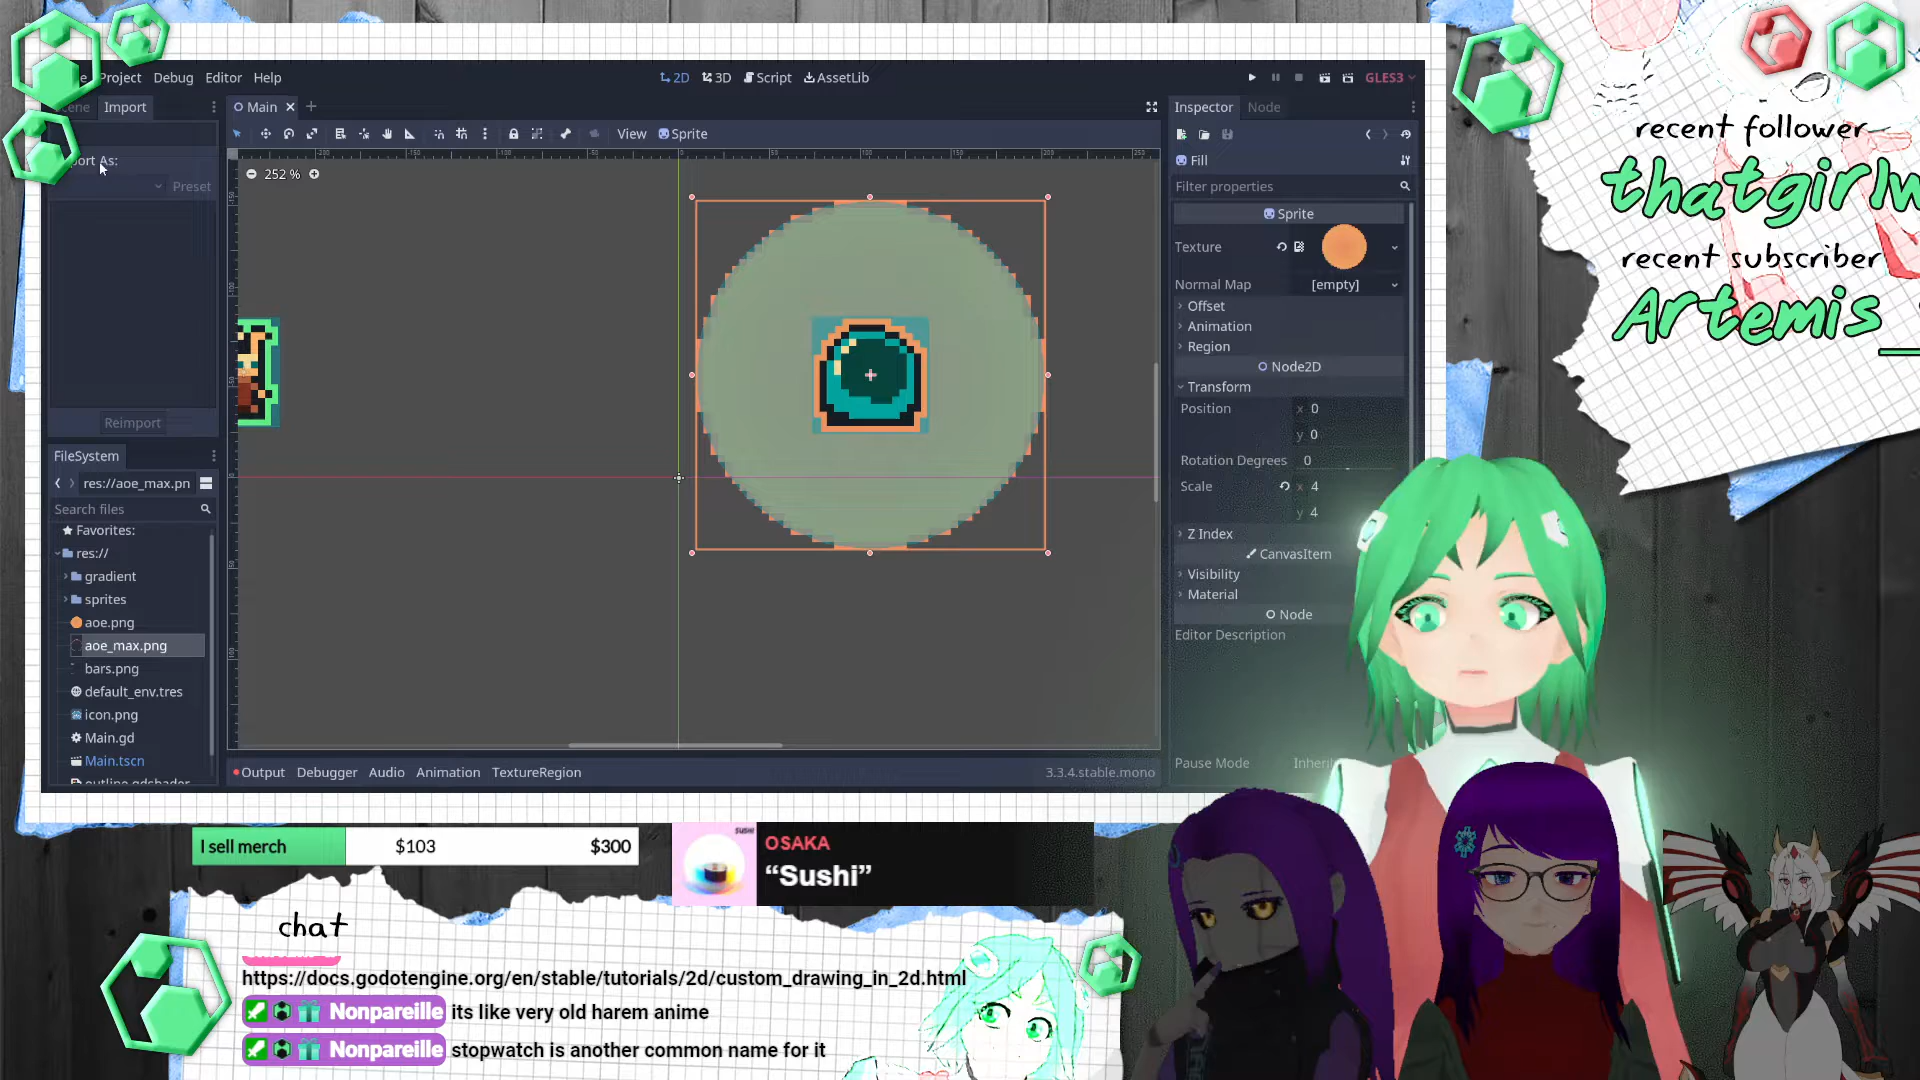 Project Debug Editor Help
2D 3D Script AssetLib
GLES3
Import
Main
Inspector Node
View Sprite
ort As:
Preset
252 %
Fill
Filter properties
Sprite
Texture
Normal Map [empty]
Offset
Animation
Region
Node2D
Transform
Position x 0
y 0
Rotation Degrees 0
Scale x 4
y 4
Z Index
CanvasItem
Visibility
Material
Node
Editor Description
Pause Mode Inherit
Reimport
FileSystem
res://aoe_max.pn
Search files
Favorites:
res://
gradient
sprites
aoe.png
aoe_max.png
bars.png
default_env.tres
icon.png
Main.gd
Main.tscn
outline.gdshader
Output Debugger Audio Animation TextureRegion 3.3.4.stable.mono
recent follower
thatgirlw
recent subscriber
Artemis_
I sell merch $103 $300
SUSHI
OSAKA
“Sushi”
chat
https://docs.godotengine.org/en/stable/tutorials/2d/custom_drawing_in_2d.html
Nonpareille its like very old harem anime
Nonpareille stopwatch is another common name for it